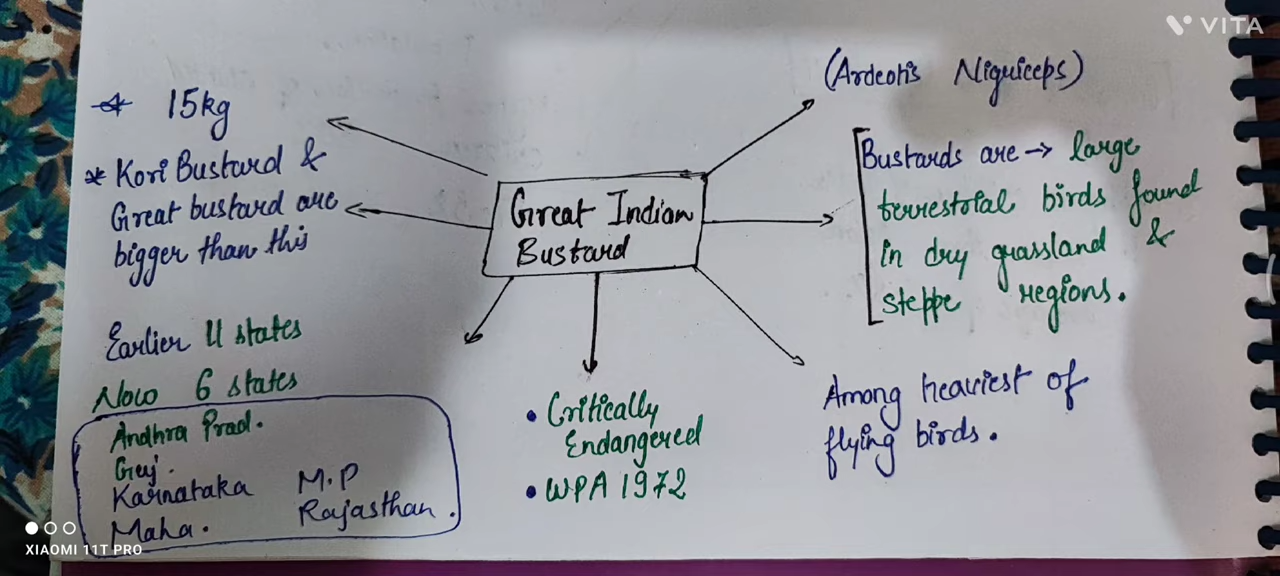 VITA
(Ardeotis Niguiceps)
* 15kg
* Kori Bustard &
Great bustard are
bigger than this
Great Indian
Bustard
Bustards are → large
terrestoial birds found
in dry grassland &
steppe regions.
Earlier 11 states
Now 6 states
Andhra Prad.
Guj.
Karnataka M.P
Maha. Rajasthan.
• Critically
Endangered
• WPA 1972
Among heaviest of
flying birds.
XIAOMI 11T PRO